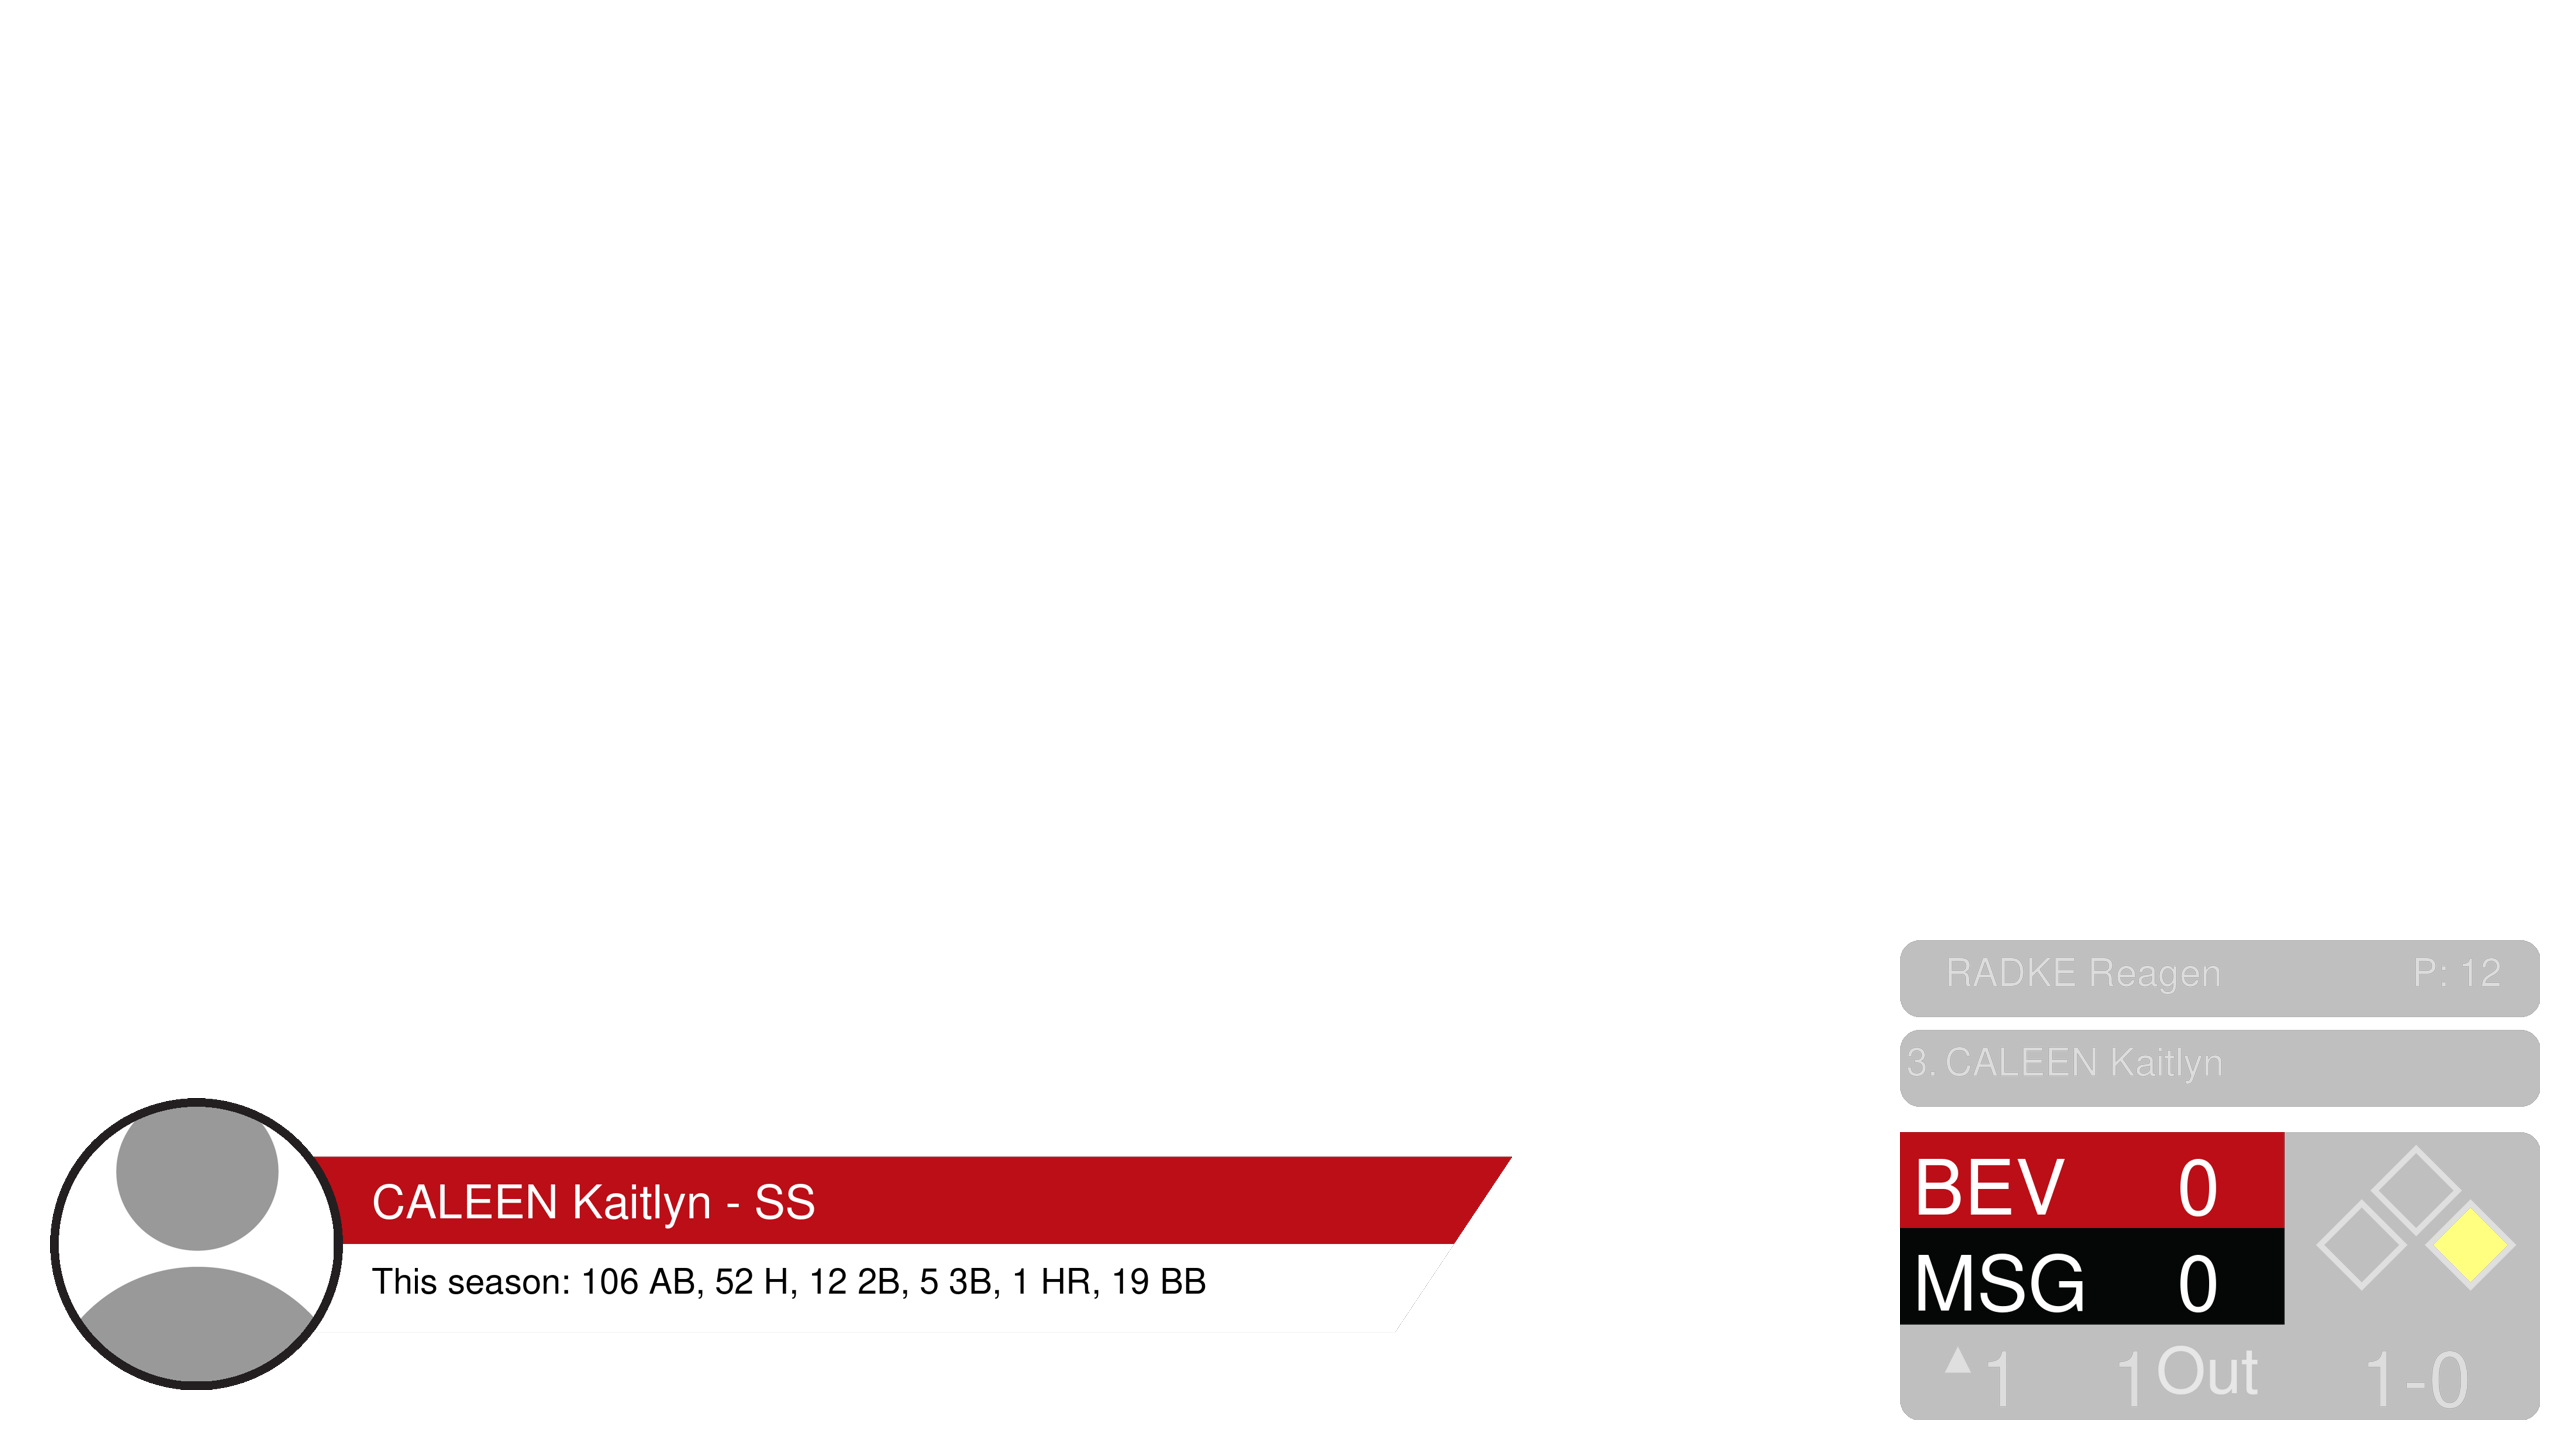 RADKE Reagen P: 12
3. CALEEN Kaitlyn
CALEEN Kaitlyn - SS
This season: 106 AB, 52 H, 12 2B, 5 3B, 1 HR, 19 BB
BEV 0
MSG 0
▲1 1 Out 1-0